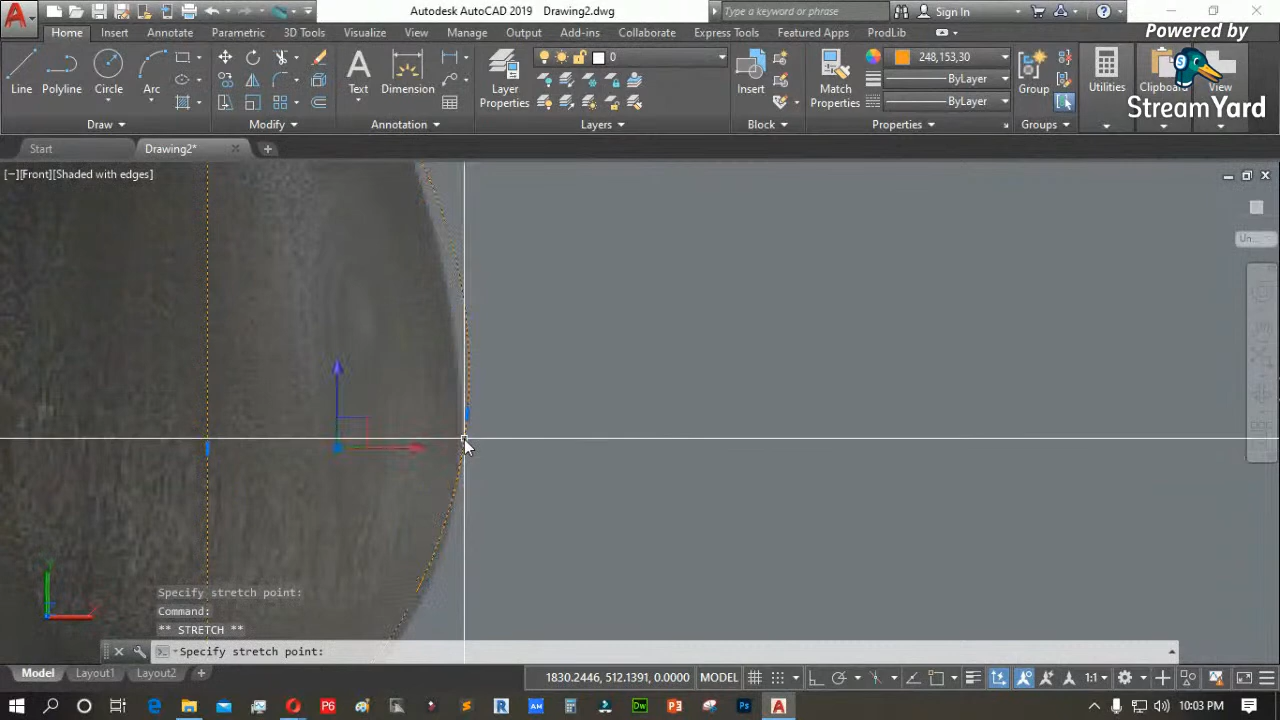 Autodesk AutoCAD 2019 Drawing2.dwg
Type a keyword or phrase
Sign In
Powered by
StreamYard
Home Insert Annotate Parametric 3D Tools Visualize View Manage Output Add-ins Collaborate Express Tools Featured Apps ProdLib
0
248,153,30
ByLayer
ByLayer
Line Polyline Circle Arc Text Dimension Layer Properties Insert Match Properties Group Utilities Clipboard View
Draw Modify Annotation Layers Block Properties Groups
Start Drawing2*
[−][Front][Shaded with edges]
Un...
Specify stretch point:
Command:
** STRETCH **
Specify stretch point:
Model Layout1 Layout2
1830.2446, 512.1391, 0.0000 MODEL 1:1
10:03 PM